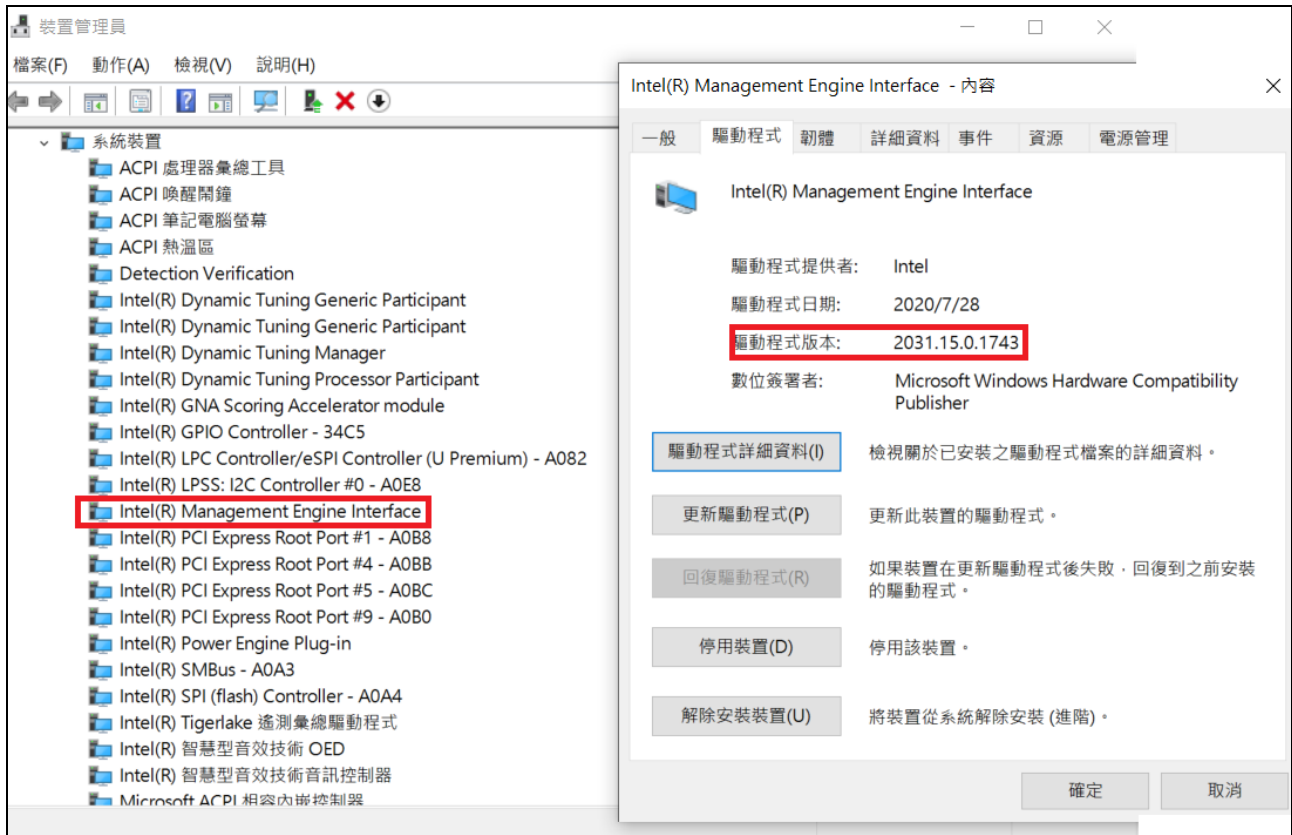 裝置管理員
檔案(F) 動作(A) 檢視(V) 說明(H)
系統裝置
ACPI 處理器彙總工具
ACPI 喚醒鬧鐘
ACPI 筆記電腦螢幕
ACPI 熱溫區
Detection Verification
Intel(R) Dynamic Tuning Generic Participant
Intel(R) Dynamic Tuning Generic Participant
Intel(R) Dynamic Tuning Manager
Intel(R) Dynamic Tuning Processor Participant
Intel(R) GNA Scoring Accelerator module
Intel(R) GPIO Controller - 34C5
Intel(R) LPC Controller/eSPI Controller (U Premium) - A082
Intel(R) LPSS: I2C Controller #0 - A0E8
Intel(R) Management Engine Interface
Intel(R) PCI Express Root Port #1 - A0B8
Intel(R) PCI Express Root Port #4 - A0BB
Intel(R) PCI Express Root Port #5 - A0BC
Intel(R) PCI Express Root Port #9 - A0B0
Intel(R) Power Engine Plug-in
Intel(R) SMBus - A0A3
Intel(R) SPI (flash) Controller - A0A4
Intel(R) Tigerlake 遙測彙總驅動程式
Intel(R) 智慧型音效技術 OED
Intel(R) 智慧型音效技術音訊控制器
Microsoft ACPI 相容內嵌控制器
Intel(R) Management Engine Interface - 內容
一般 驅動程式 韌體 詳細資料 事件 資源 電源管理
Intel(R) Management Engine Interface
驅動程式提供者: Intel
驅動程式日期: 2020/7/28
驅動程式版本: 2031.15.0.1743
數位簽署者: Microsoft Windows Hardware Compatibility
Publisher
驅動程式詳細資料(I) 檢視關於已安裝之驅動程式檔案的詳細資料。
更新驅動程式(P) 更新此裝置的驅動程式。
回復驅動程式(R) 如果裝置在更新驅動程式後失敗，回復到之前安裝
的驅動程式。
停用裝置(D) 停用該裝置。
解除安裝裝置(U) 將裝置從系統解除安裝 (進階)。
確定 取消